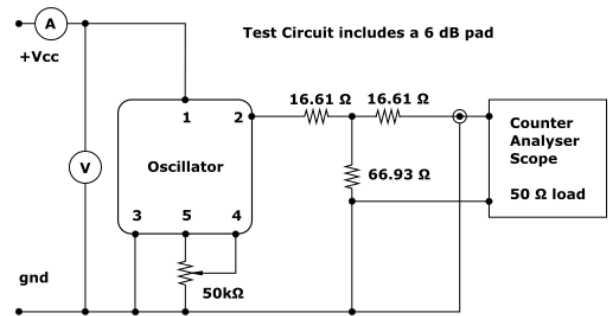 A
Test Circuit includes a 6 dB pad
+Vcc
16.61 Ω 16.61 Ω
1 2
Counter
Analyser
Scope
V
Oscillator
66.93 Ω
50 Ω load
3 5 4
gnd
50kΩ